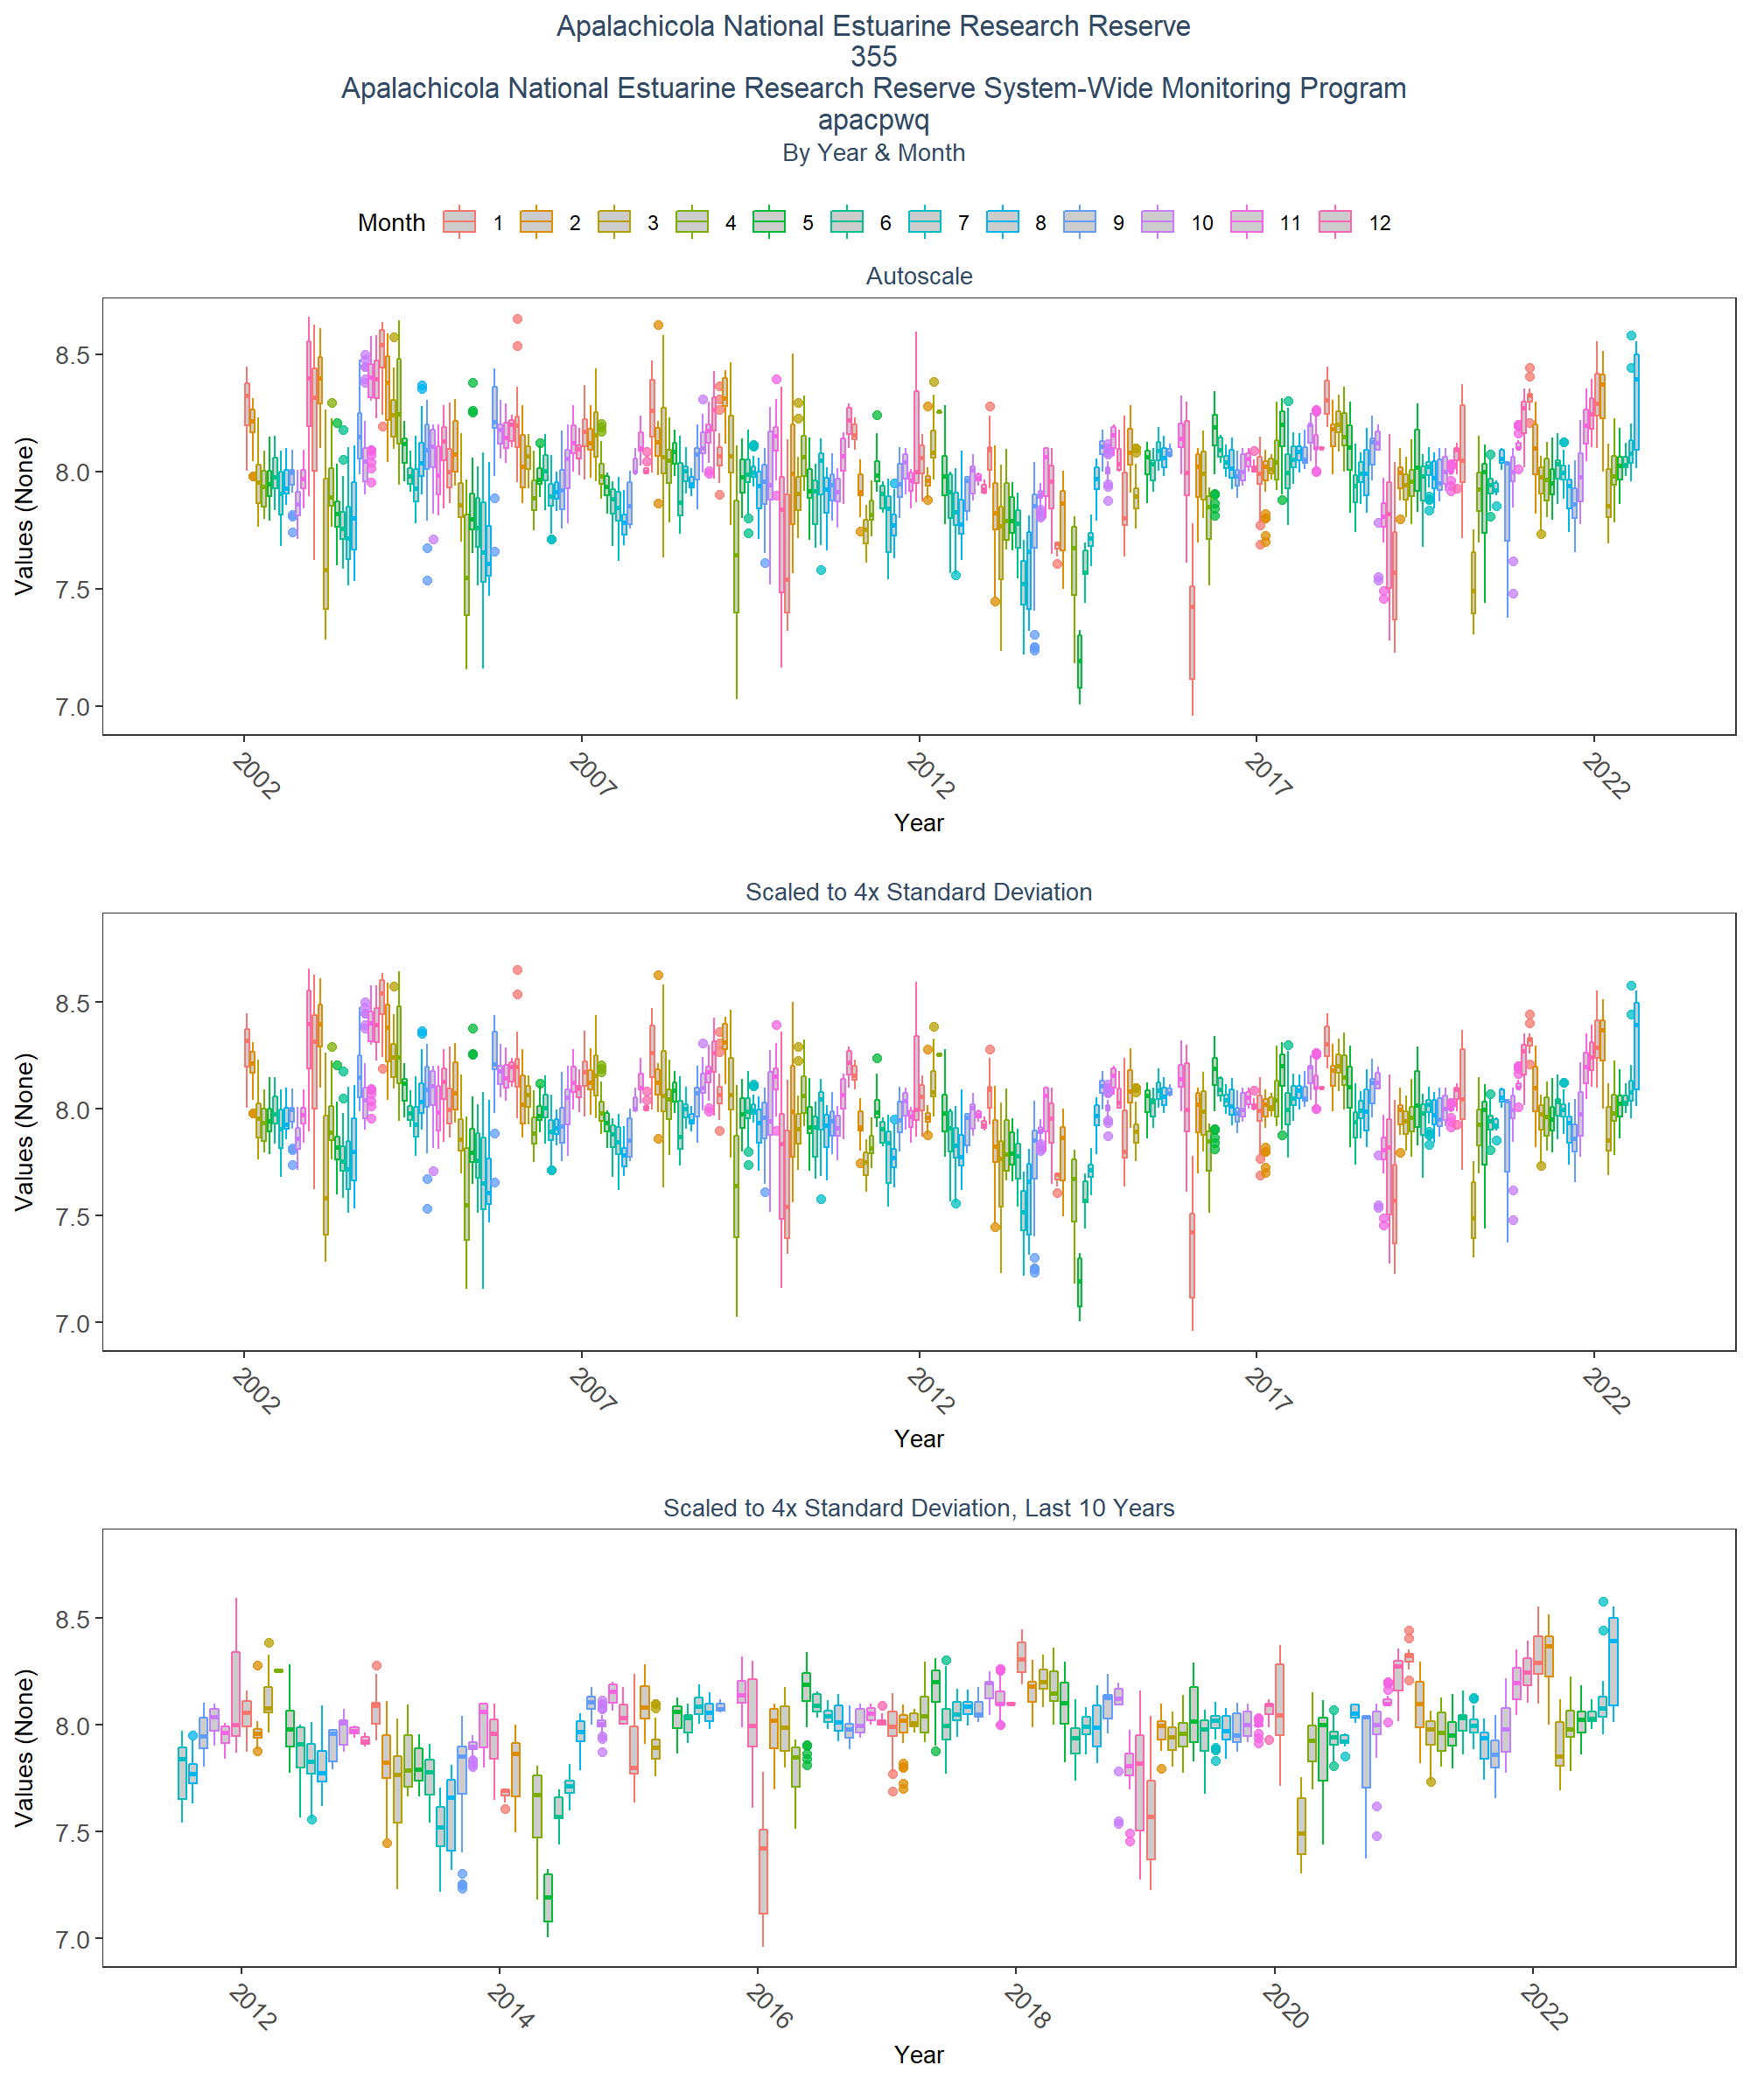 Apalachicola National Estuarine Research Reserve
355
Apalachicola National Estuarine Research Reserve System-Wide Monitoring Program
apacpwq
By Year & Month
Month 1 2 3 4 5 6 7 8 9 10 11 12
Autoscale
Values (None)
8.5
8.0
7.5
7.0
2002 2007 2012 2017 2022
Year
Scaled to 4x Standard Deviation
Values (None)
8.5
8.0
7.5
7.0
2002 2007 2012 2017 2022
Year
Scaled to 4x Standard Deviation, Last 10 Years
Values (None)
8.5
8.0
7.5
7.0
2012 2014 2016 2018 2020 2022
Year